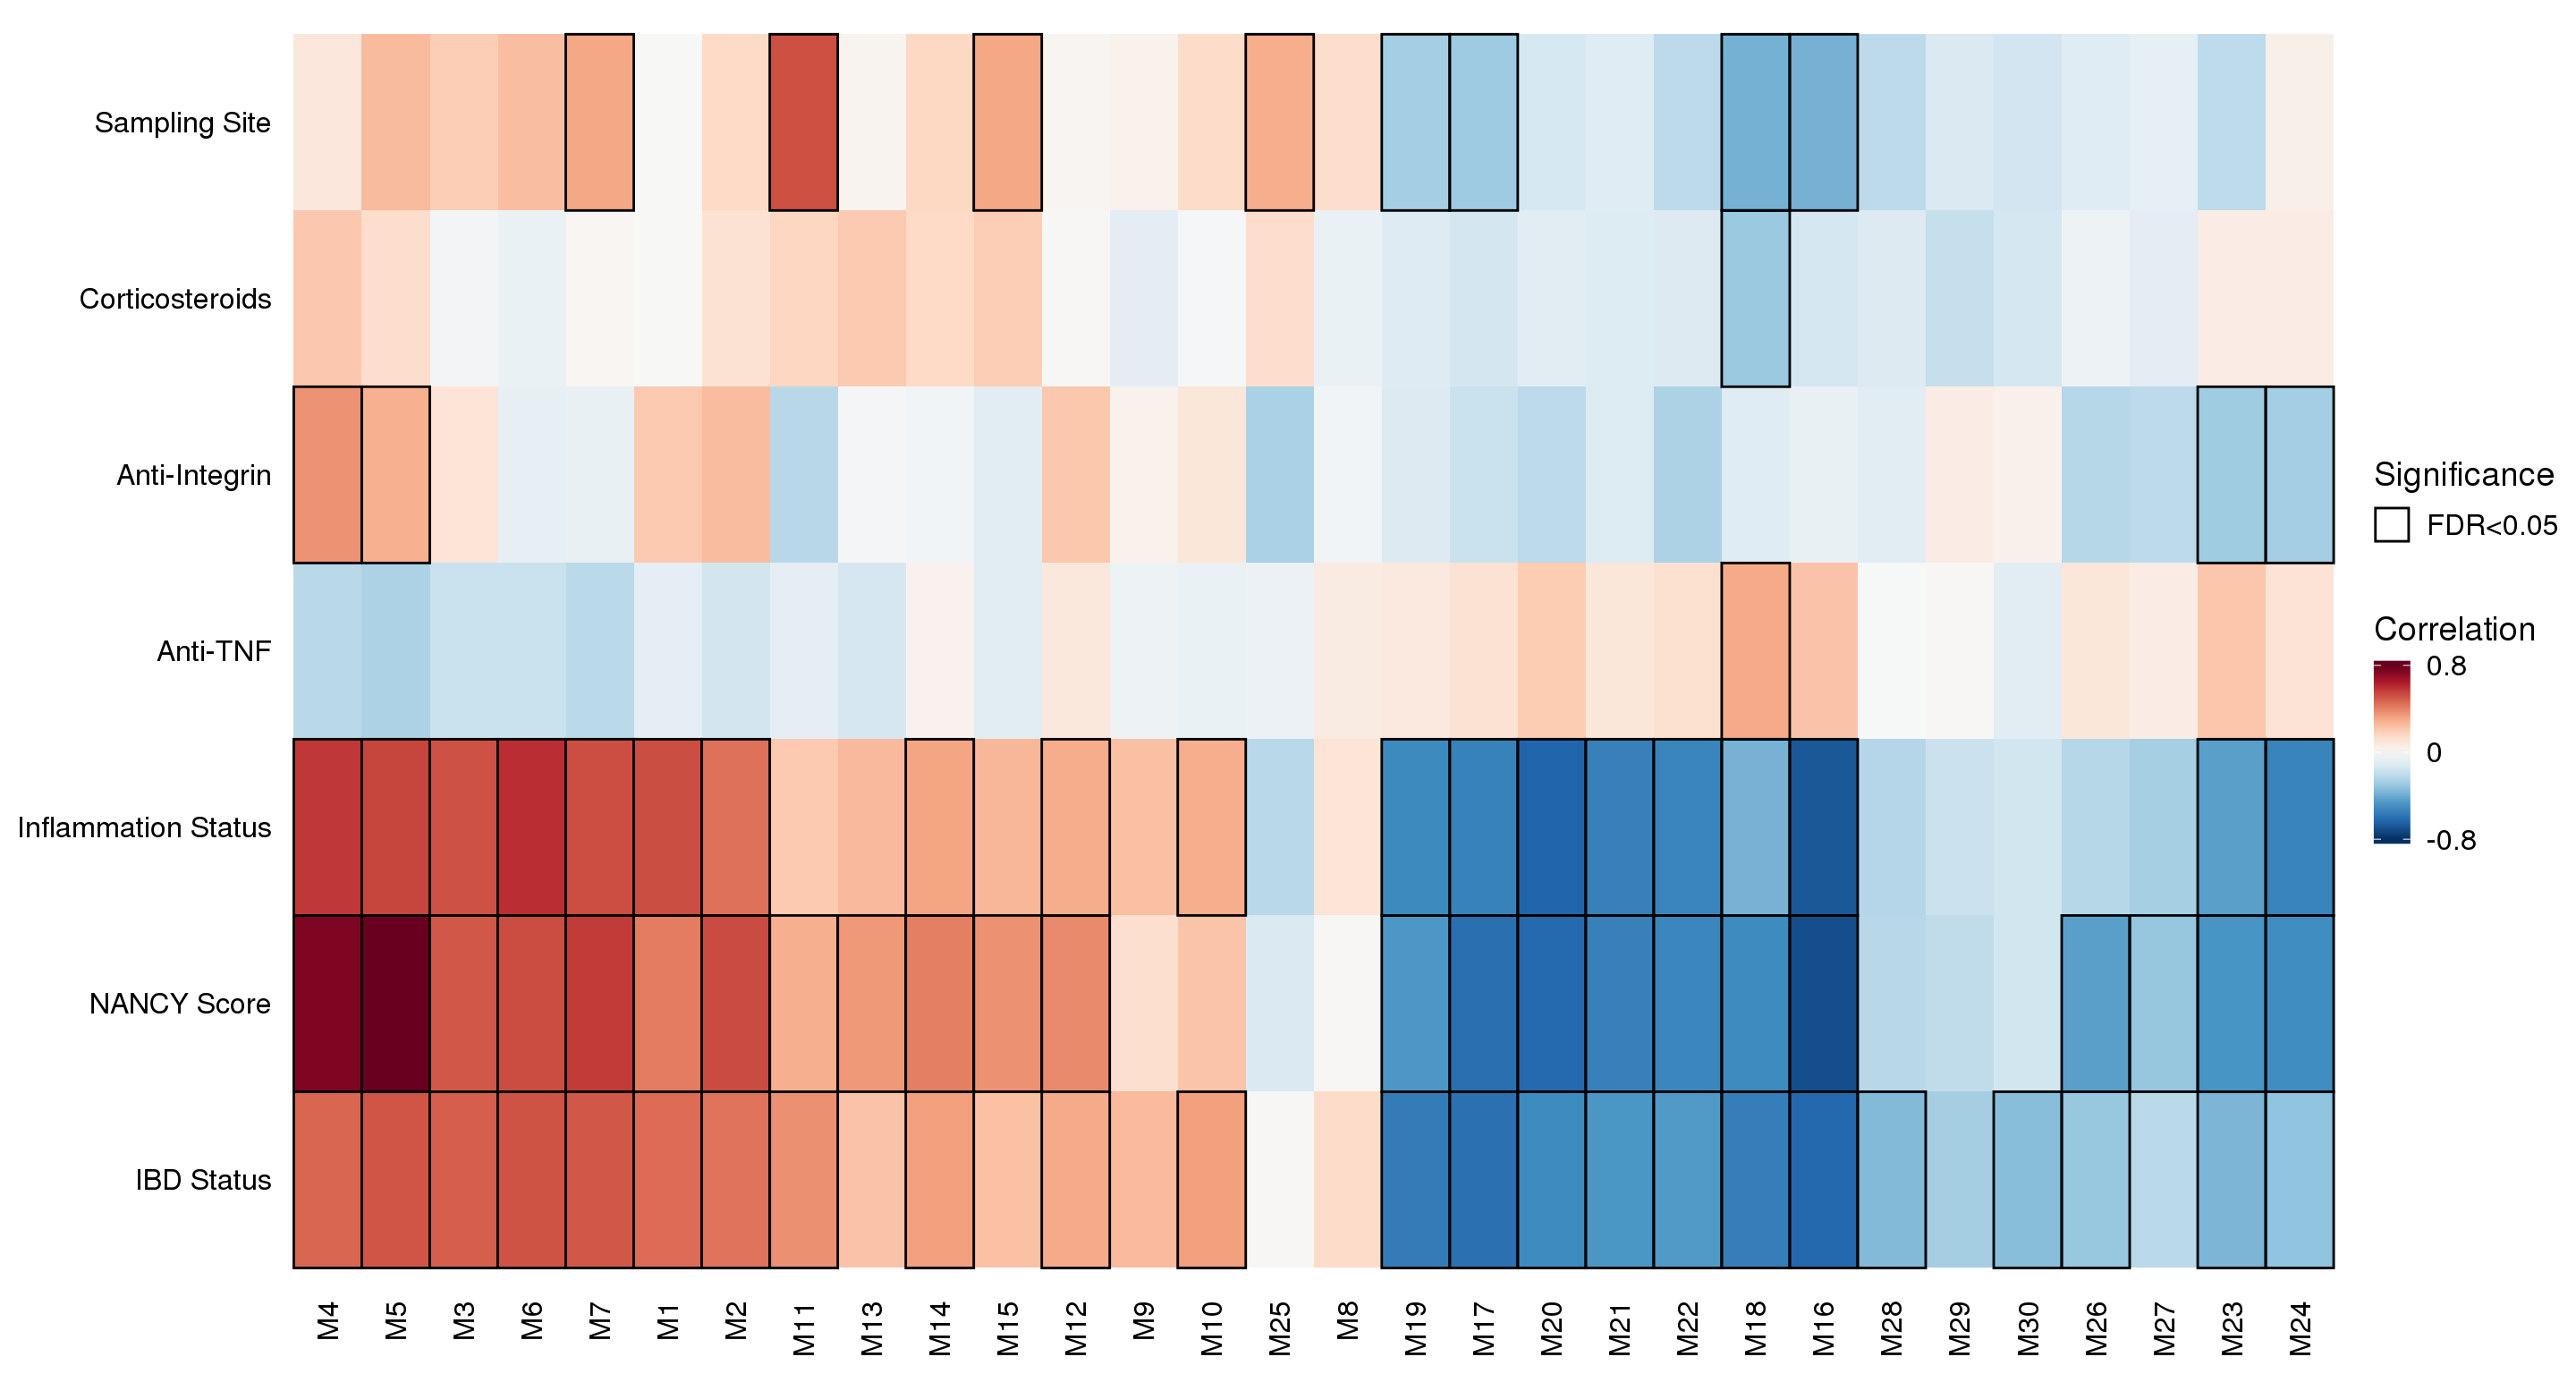 Sampling Site
Corticosteroids
Anti-Integrin
Anti-TNF
Inflammation Status
NANCY Score
IBD Status
M4 M5 M3 M6 M7 M1 M2 M11 M13 M14 M15 M12 M9 M10 M25 M8 M19 M17 M20 M21 M22 M18 M16 M28 M29 M30 M26 M27 M23 M24
Significance
FDR<0.05
Correlation
0.8
0
-0.8